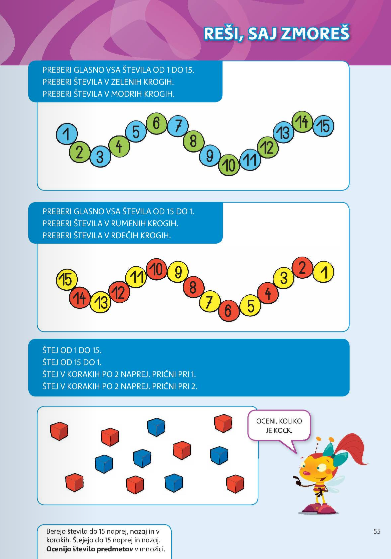 REŠI, SAJ ZMOREŠ
PREBERI GLASNO VSA ŠTEVILA OD 1 DO 15.
PREBERI ŠTEVILA V ZELENIH KROGIH.
PREBERI ŠTEVILA V MODRIH KROGIH.
1 2 3 4 5 6 7 8 9 10 11 12 13 14 15
PREBERI GLASNO VSA ŠTEVILA OD 15 DO 1.
PREBERI ŠTEVILA V RUMENIH KROGIH.
PREBERI ŠTEVILA V RDEČIH KROGIH.
15 14 13 12 11 10 9 8 7 6 5 4 3 2 1
ŠTEJ OD 1 DO 15.
ŠTEJ OD 15 DO 1.
ŠTEJ V KORAKIH PO 2 NAPREJ. PRIČNI PRI 1.
ŠTEJ V KORAKIH PO 2 NAPREJ. PRIČNI PRI 2.
OCENI, KOLIKO
JE KOCK.
Berejo števila do 15 naprej, nazaj in v
korakih. Štejejo do 15 naprej in nazaj.
Ocenijo število predmetov v množici.
53